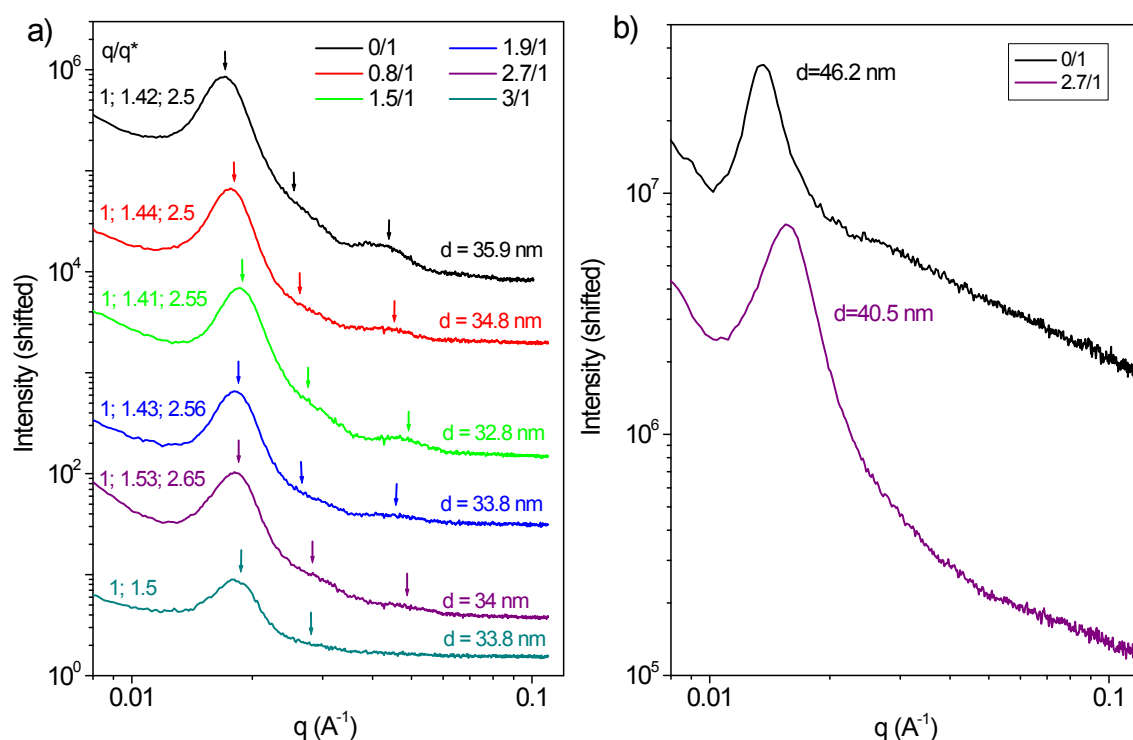 a)
q/q*
0/1
0.8/1
1.5/1
1.9/1
2.7/1
3/1
1; 1.42; 2.5
d = 35.9 nm
1; 1.44; 2.5
d = 34.8 nm
1; 1.41; 2.55
d = 32.8 nm
1; 1.43; 2.56
d = 33.8 nm
1; 1.53; 2.65
d = 34 nm
1; 1.5
d = 33.8 nm
10^6
10^4
10^2
10^0
Intensity (shifted)
0.01
0.1
q (A^-1)
b)
0/1
2.7/1
d=46.2 nm
d=40.5 nm
10^7
10^6
10^5
Intensity (shifted)
0.01
0.1
q (A^-1)